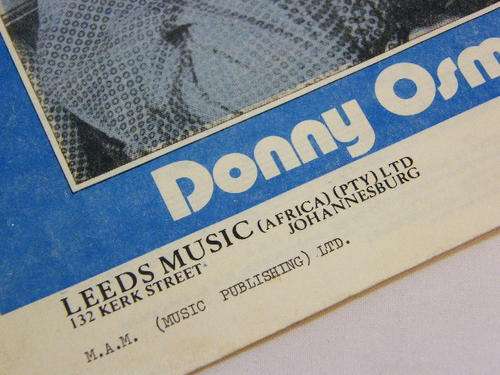 Donny Osm
LEEDS MUSIC (AFRICA) (PTY) LTD
132 KERK STREET JOHANNESBURG
M.A.M. (MUSIC PUBLISHING) LTD.